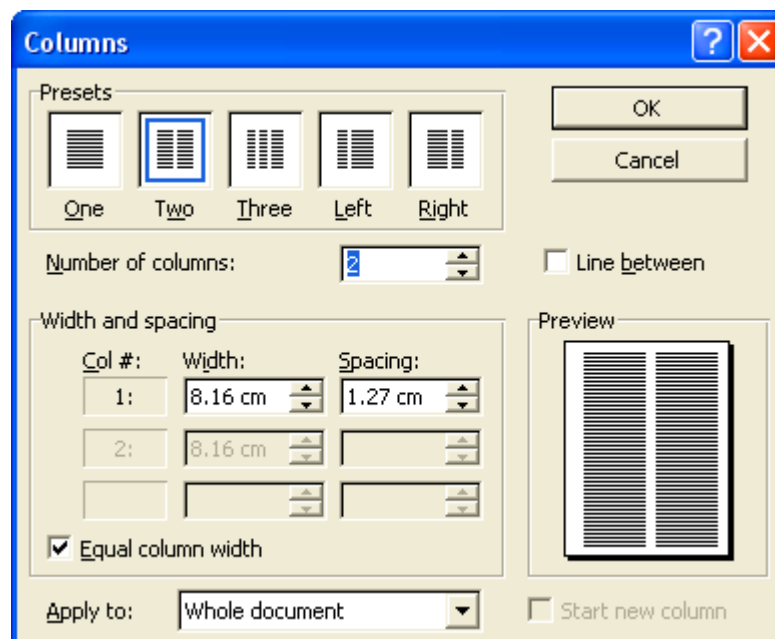 Columns
Presets
One Two Three Left Right
OK
Cancel
Number of columns: 2
Line between
Width and spacing
Col #: Width: Spacing:
1: 8.16 cm 1.27 cm
2: 8.16 cm
Equal column width
Preview
Apply to: Whole document
Start new column